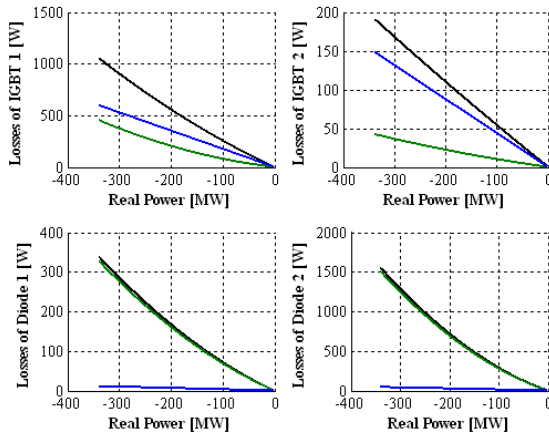 Losses of IGBT 1 [W]
1500
1000
500
0
-400 -300 -200 -100 0
Real Power [MW]
Losses of IGBT 2 [W]
200
150
100
50
0
-400 -300 -200 -100 0
Real Power [MW]
Losses of Diode 1 [W]
400
300
200
100
0
-400 -300 -200 -100 0
Real Power [MW]
Losses of Diode 2 [W]
2000
1500
1000
500
0
-400 -300 -200 -100 0
Real Power [MW]